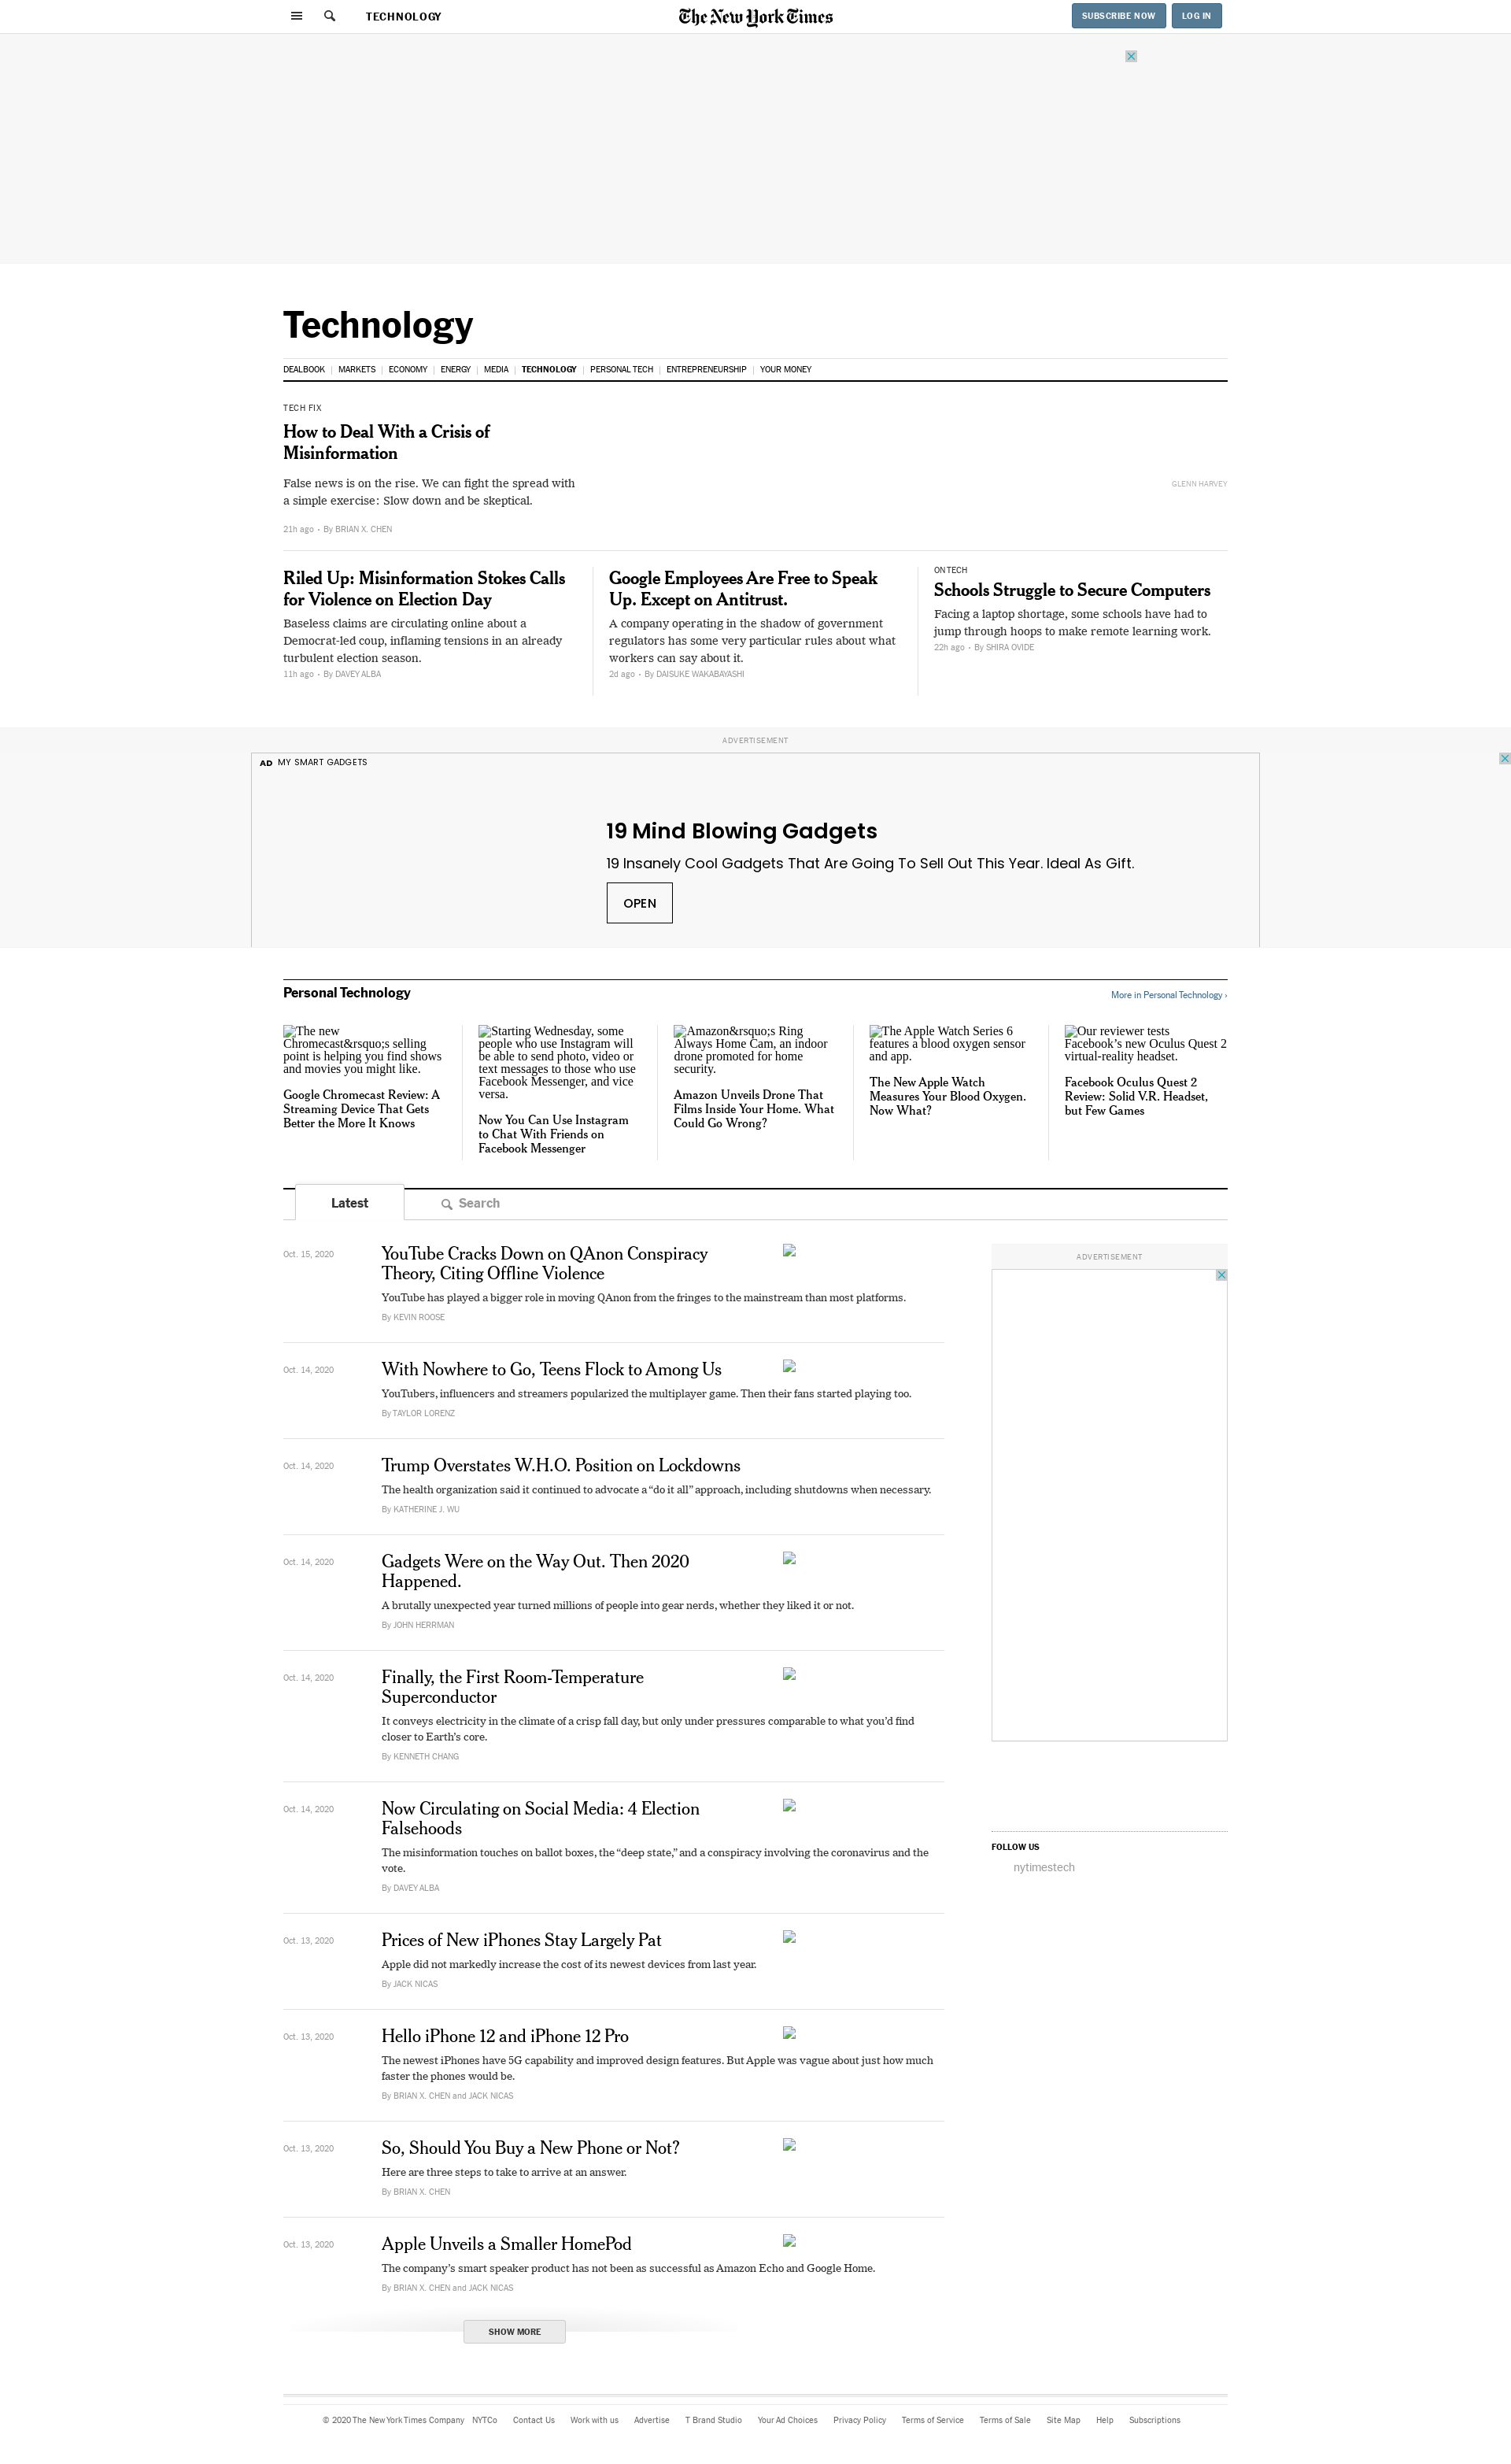 TECHNOLOGY
The New York Times
SUBSCRIBE NOW
LOG IN
Technology
DEALBOOK
MARKETS
ECONOMY
ENERGY
MEDIA
TECHNOLOGY
PERSONAL TECH
ENTREPRENEURSHIP
YOUR MONEY
TECH FIX
How to Deal With a Crisis of
Misinformation
False news is on the rise. We can fight the spread with
a simple exercise: Slow down and be skeptical.
GLENN HARVEY
21h ago • By BRIAN X. CHEN
Riled Up: Misinformation Stokes Calls
for Violence on Election Day
Baseless claims are circulating online about a
Democrat-led coup, inflaming tensions in an already
turbulent election season.
11h ago • By DAVEY ALBA
Google Employees Are Free to Speak
Up. Except on Antitrust.
A company operating in the shadow of government
regulators has some very particular rules about what
workers can say about it.
2d ago • By DAISUKE WAKABAYASHI
ON TECH
Schools Struggle to Secure Computers
Facing a laptop shortage, some schools have had to
jump through hoops to make remote learning work.
22h ago • By SHIRA OVIDE
ADVERTISEMENT
AD MY SMART GADGETS
19 Mind Blowing Gadgets
19 Insanely Cool Gadgets That Are Going To Sell Out This Year. Ideal As Gift.
OPEN
Personal Technology
More in Personal Technology ›
The new
Chromecast&rsquo;s selling
point is helping you find shows
and movies you might like.
Google Chromecast Review: A
Streaming Device That Gets
Better the More It Knows
Starting Wednesday, some
people who use Instagram will
be able to send photo, video or
text messages to those who use
Facebook Messenger, and vice
versa.
Now You Can Use Instagram
to Chat With Friends on
Facebook Messenger
Amazon&rsquo;s Ring
Always Home Cam, an indoor
drone promoted for home
security.
Amazon Unveils Drone That
Films Inside Your Home. What
Could Go Wrong?
The Apple Watch Series 6
features a blood oxygen sensor
and app.
The New Apple Watch
Measures Your Blood Oxygen.
Now What?
Our reviewer tests
Facebook’s new Oculus Quest 2
virtual-reality headset.
Facebook Oculus Quest 2
Review: Solid V.R. Headset,
but Few Games
Latest
Search
Oct. 15, 2020
YouTube Cracks Down on QAnon Conspiracy
Theory, Citing Offline Violence
YouTube has played a bigger role in moving QAnon from the fringes to the mainstream than most platforms.
By KEVIN ROOSE
ADVERTISEMENT
Oct. 14, 2020
With Nowhere to Go, Teens Flock to Among Us
YouTubers, influencers and streamers popularized the multiplayer game. Then their fans started playing too.
By TAYLOR LORENZ
Oct. 14, 2020
Trump Overstates W.H.O. Position on Lockdowns
The health organization said it continued to advocate a “do it all” approach, including shutdowns when necessary.
By KATHERINE J. WU
Oct. 14, 2020
Gadgets Were on the Way Out. Then 2020
Happened.
A brutally unexpected year turned millions of people into gear nerds, whether they liked it or not.
By JOHN HERRMAN
Oct. 14, 2020
Finally, the First Room-Temperature
Superconductor
It conveys electricity in the climate of a crisp fall day, but only under pressures comparable to what you’d find
closer to Earth’s core.
By KENNETH CHANG
Oct. 14, 2020
Now Circulating on Social Media: 4 Election
Falsehoods
The misinformation touches on ballot boxes, the “deep state,” and a conspiracy involving the coronavirus and the
vote.
By DAVEY ALBA
FOLLOW US
nytimestech
Oct. 13, 2020
Prices of New iPhones Stay Largely Pat
Apple did not markedly increase the cost of its newest devices from last year.
By JACK NICAS
Oct. 13, 2020
Hello iPhone 12 and iPhone 12 Pro
The newest iPhones have 5G capability and improved design features. But Apple was vague about just how much
faster the phones would be.
By BRIAN X. CHEN and JACK NICAS
Oct. 13, 2020
So, Should You Buy a New Phone or Not?
Here are three steps to take to arrive at an answer.
By BRIAN X. CHEN
Oct. 13, 2020
Apple Unveils a Smaller HomePod
The company’s smart speaker product has not been as successful as Amazon Echo and Google Home.
By BRIAN X. CHEN and JACK NICAS
SHOW MORE
© 2020 The New York Times Company NYTCo Contact Us Work with us Advertise T Brand Studio Your Ad Choices Privacy Policy Terms of Service Terms of Sale Site Map Help Subscriptions